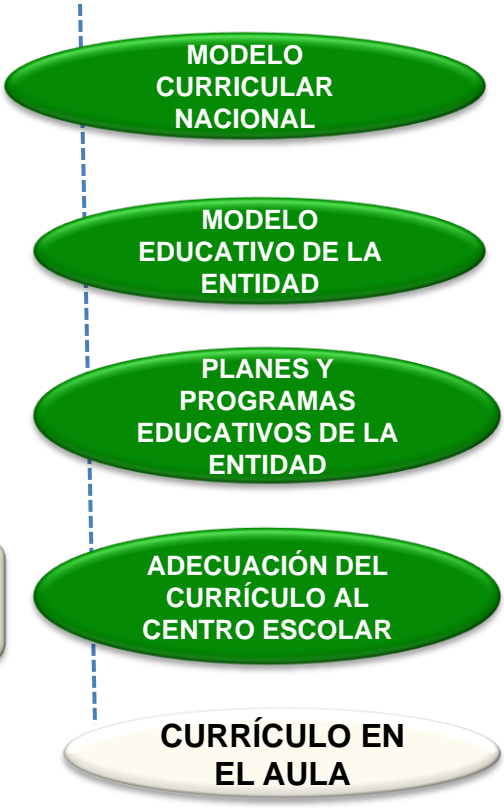 MODELO
CURRICULAR
NACIONAL
MODELO
EDUCATIVO DE LA
ENTIDAD
PLANES Y
PROGRAMAS
EDUCATIVOS DE LA
ENTIDAD
ADECUACIÓN DEL
CURRÍCULO AL
CENTRO ESCOLAR
CURRÍCULO EN
EL AULA